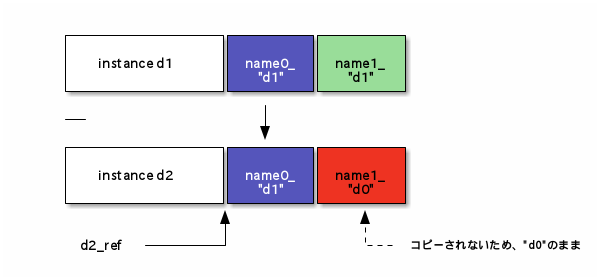 instance d1
name0_
"d1"
name1_
"d1"
instance d2
name0_
"d1"
name1_
"d0"
d2_ref
コピーされないため、"d0"のまま